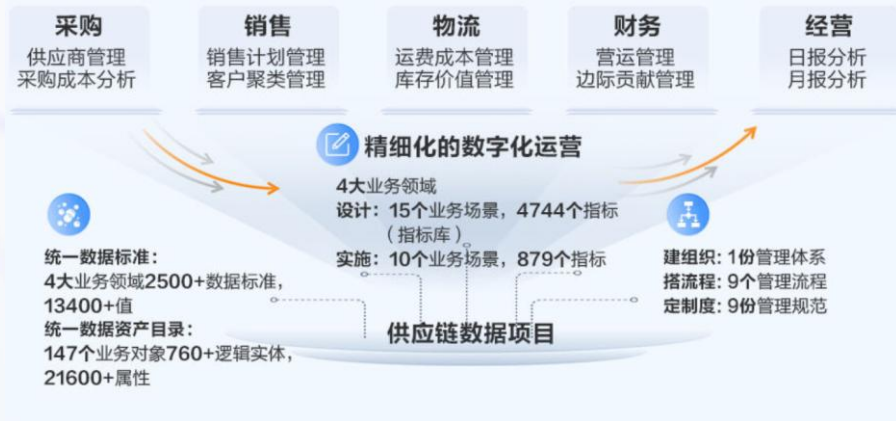 采购
供应商管理
采购成本分析
销售
销售计划管理
客户聚类管理
物流
运费成本管理
库存价值管理
财务
营运管理
边际贡献管理
经营
日报分析
月报分析
精细化的数字化运营
4大业务领域
设计：15个业务场景，4744个指标
（指标库）
实施：10个业务场景，879个指标
统一数据标准：
4大业务领域2500+数据标准，
13400+值
统一数据资产目录：
147个业务对象760+逻辑实体，
21600+属性
建组织：1份管理体系
搭流程：9个管理流程
定制度：9份管理规范
供应链数据项目